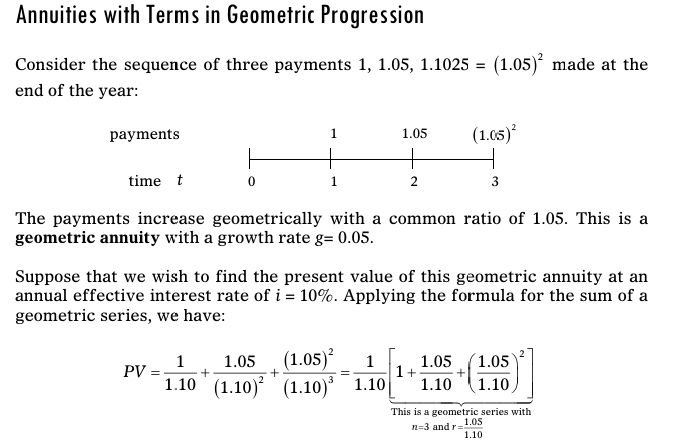 Annuities with Terms in Geometric Progression
Consider the sequence of three payments 1, 1.05, 1.1025 = (1.05)² made at the
end of the year:
payments 1 1.05 (1.05)²
time t 0 1 2 3
The payments increase geometrically with a common ratio of 1.05. This is a
geometric annuity with a growth rate g= 0.05.
Suppose that we wish to find the present value of this geometric annuity at an
annual effective interest rate of i = 10%. Applying the formula for the sum of a
geometric series, we have:
PV = 1/1.10 + 1.05/(1.10)² + (1.05)²/(1.10)³ = 1/1.10 [1 + 1.05/1.10 + (1.05/1.10)²]
This is a geometric series with
n=3 and r=1.05/1.10